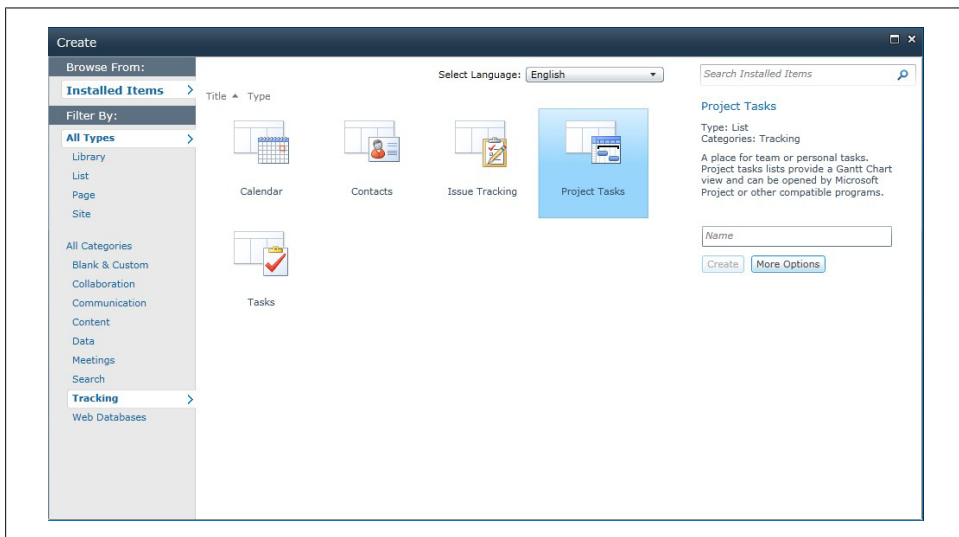 Create
Browse From:
Installed Items
Filter By:
All Types
Library
List
Page
Site
All Categories
Blank & Custom
Collaboration
Communication
Content
Data
Meetings
Search
Tracking
Web Databases
Select Language: English
Title Type
Calendar
Contacts
Issue Tracking
Project Tasks
Tasks
Search Installed Items
Project Tasks
Type: List
Categories: Tracking
A place for team or personal tasks.
Project tasks lists provide a Gantt Chart
view and can be opened by Microsoft
Project or other compatible programs.
Name
Create More Options